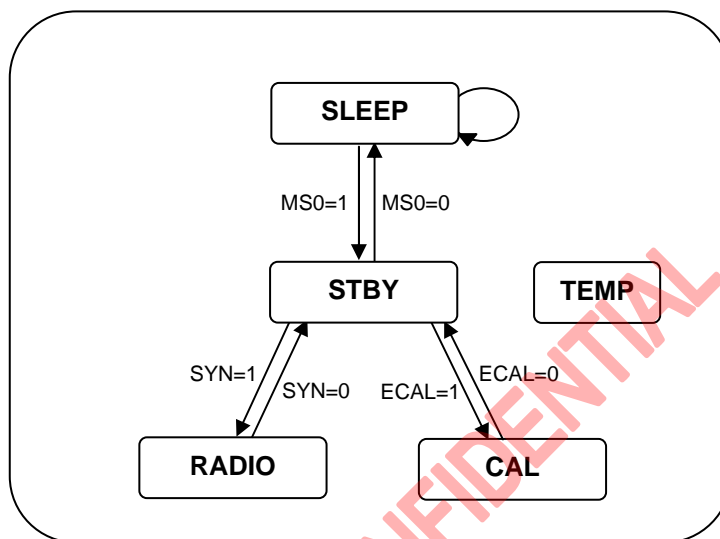 SLEEP
MS0=1 MS0=0
STBY
TEMP
SYN=1 SYN=0 ECAL=1 ECAL=0
RADIO
CAL